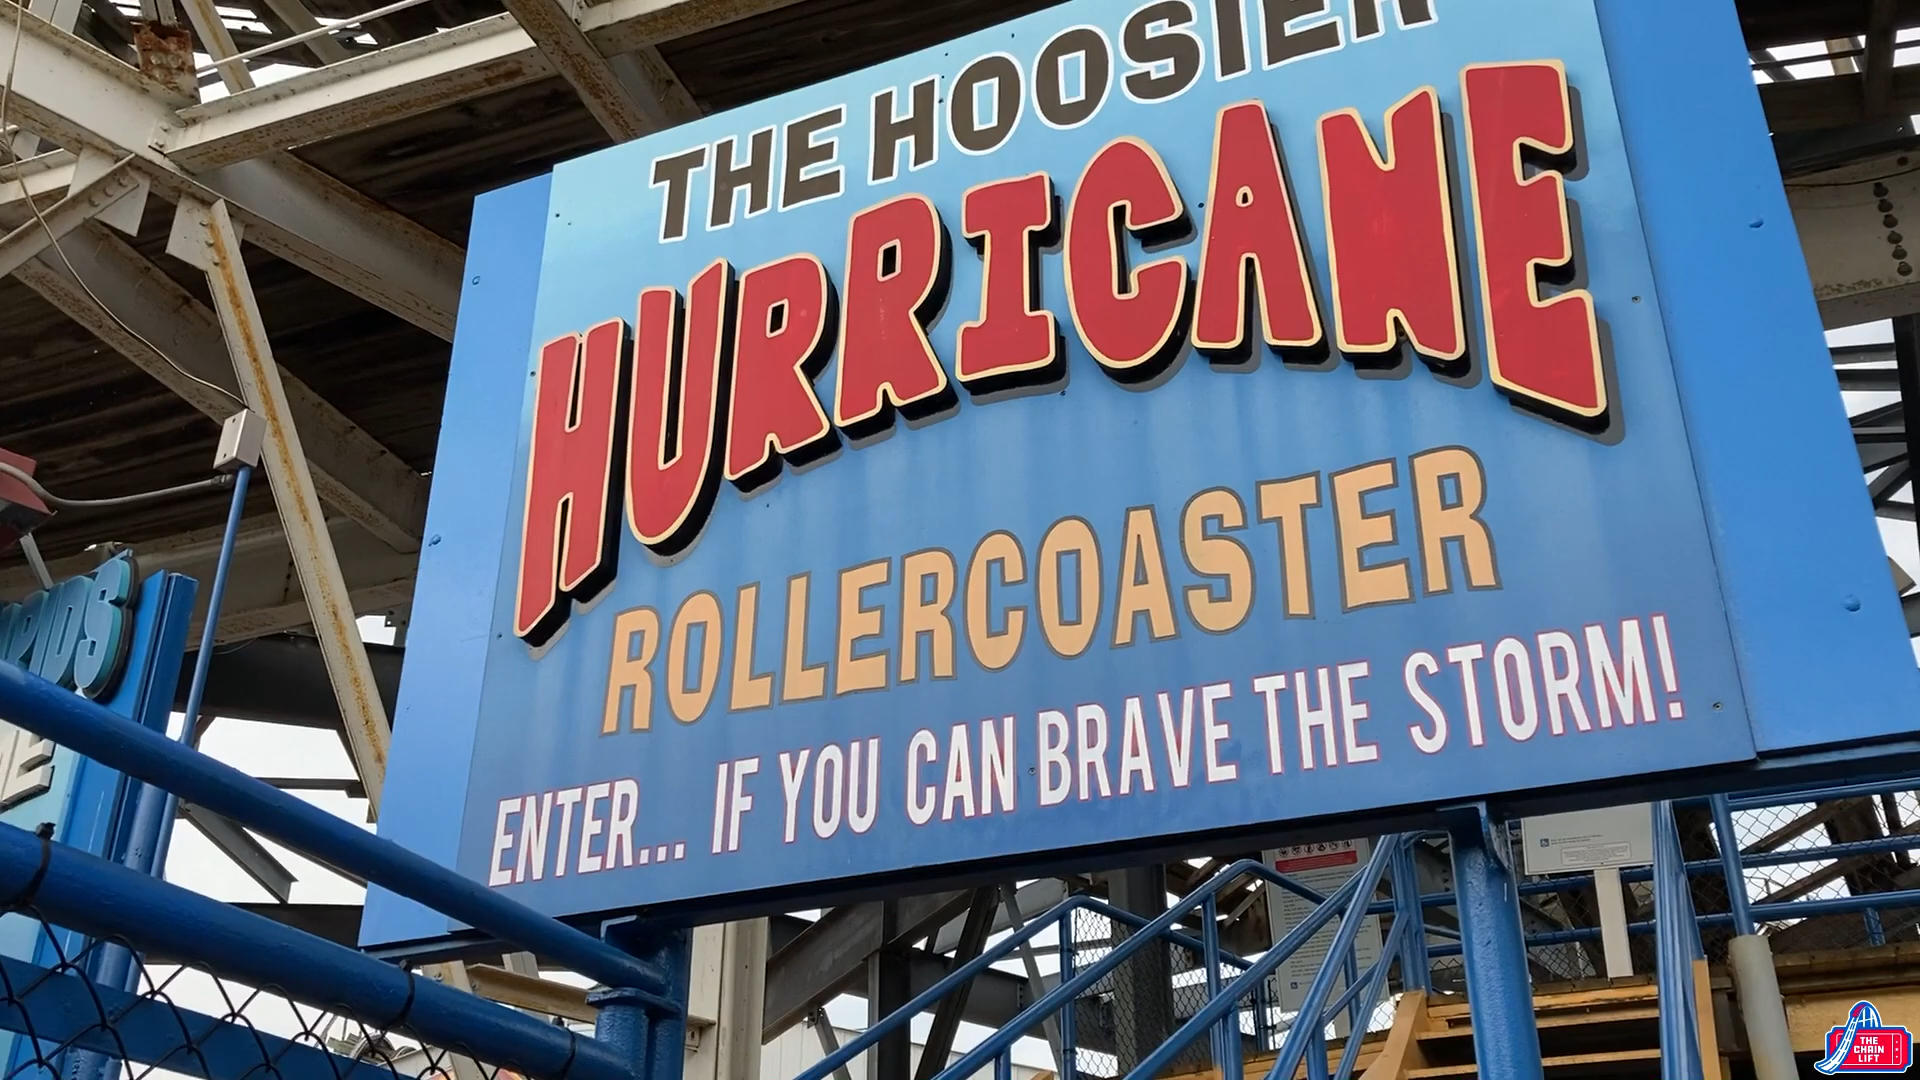 THE HOOSIER
HURRICANE
ROLLERCOASTER
ENTER... IF YOU CAN BRAVE THE STORM!
THE
CHAIN
LIFT